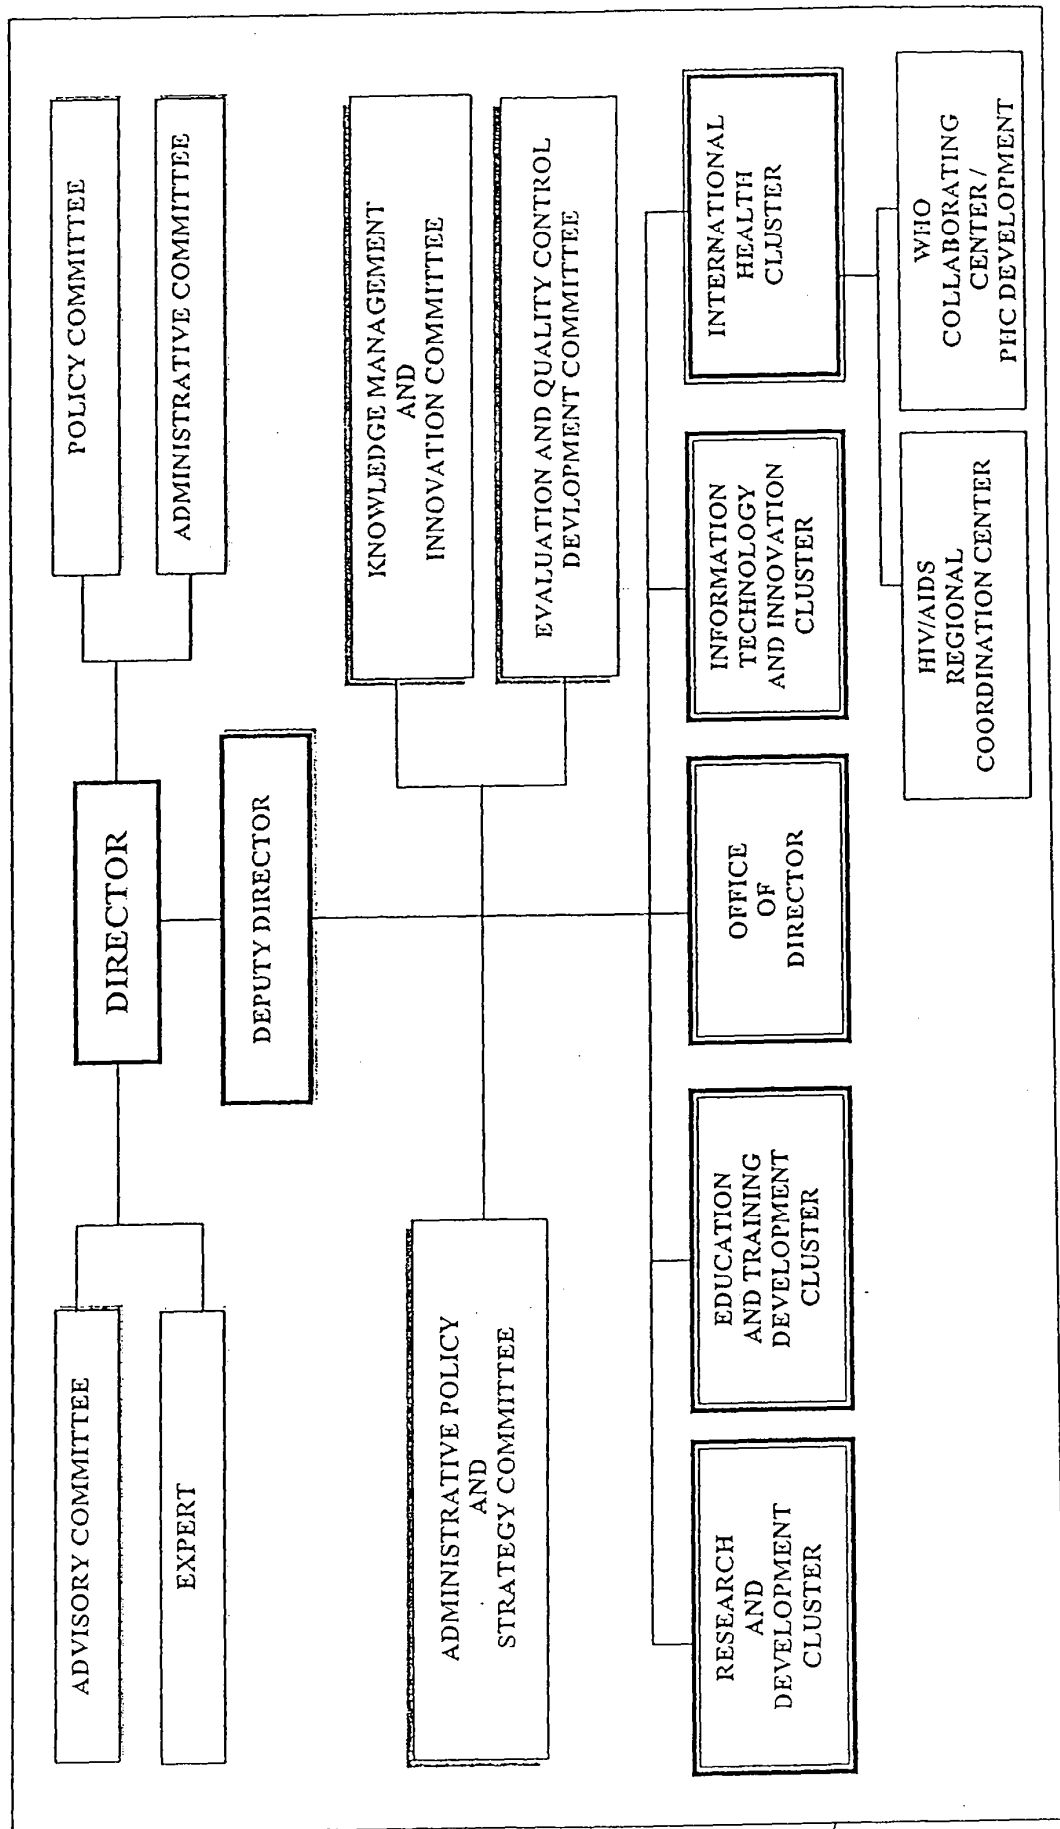 ADVISORY COMMITTEE
EXPERT
DIRECTOR
POLICY COMMITTEE
ADMINISTRATIVE COMMITTEE
DEPUTY DIRECTOR
ADMINISTRATIVE POLICY
AND
STRATEGY COMMITTEE
KNOWLEDGE MANAGEMENT
AND
INNOVATION COMMITTEE
EVALUATION AND QUALITY CONTROL
DEVLOPMENT COMMITTEE
RESEARCH
AND
DEVELOPMENT
CLUSTER
EDUCATION
AND TRAINING
DEVELOPMENT
CLUSTER
OFFICE
OF
DIRECTOR
INFORMATION
TECHNOLOGY
AND INNOVATION
CLUSTER
INTERNATIONAL
HEALTH
CLUSTER
HIV/AIDS
REGIONAL
COORDINATION CENTER
WHO
COLLABORATING
CENTER /
PHC DEVELOPMENT